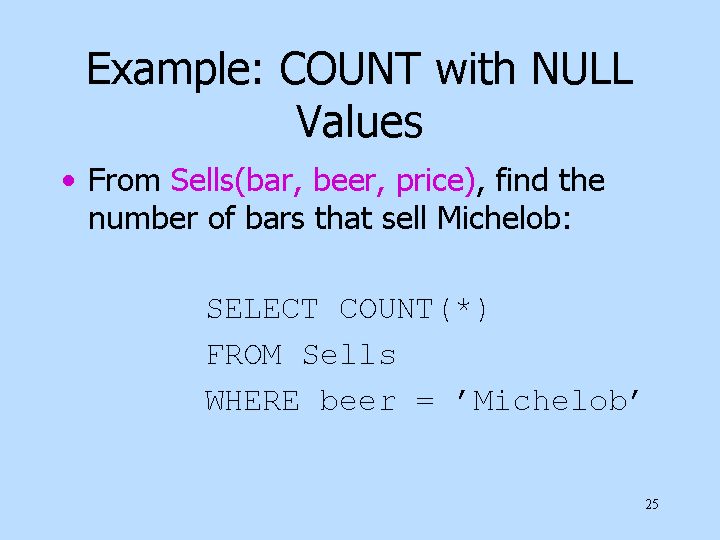 Example: COUNT with NULL
Values
• From Sells(bar, beer, price), find the
number of bars that sell Michelob:
SELECT COUNT(*)
FROM Sells
WHERE beer = ’Michelob’
25